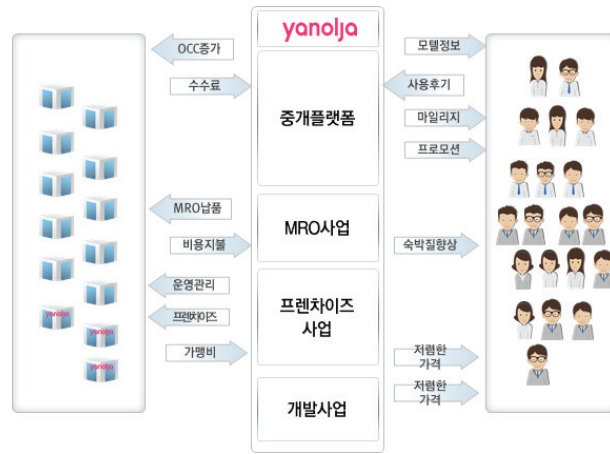 yanolja
OCC증가
수수료
중개플랫폼
모텔정보
사용후기
마일리지
프로모션
MRO납품
비용지불
MRO사업
숙박질향상
운영관리
프렌차이즈
가맹비
프렌차이즈
사업
저렴한
가격
개발사업
저렴한
가격
yanolja
yanolja
yanolja